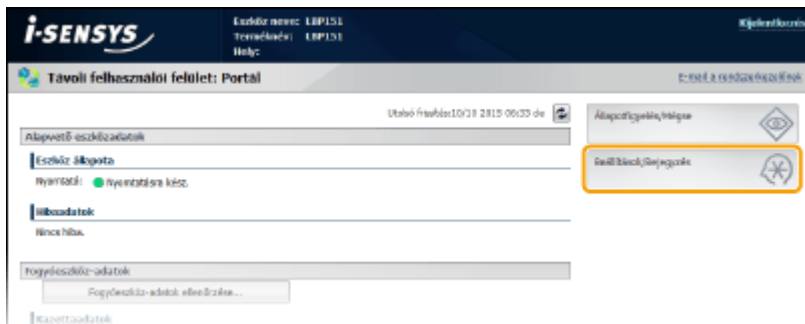 i-SENSYS
Eszköz neve: LBP151
Terméknév: LBP151
Hely:
Kijelentkezés
Távoli felhasználói felület: Portál
E-mail a rendszerkezelőnek
Utolsó frissítés:10/10 2015 06:33 de
Alapvető eszközadatok
Eszköz állapota
Nyomtató: Nyomtatásra kész.
Hibaadatok
Nincs hiba.
Fogyóeszköz-adatok
Fogyóeszköz-adatok ellenőrzése...
Kazettaadatok
Állapotfigyelés/Mégse
Beállítások/Bejegyzés